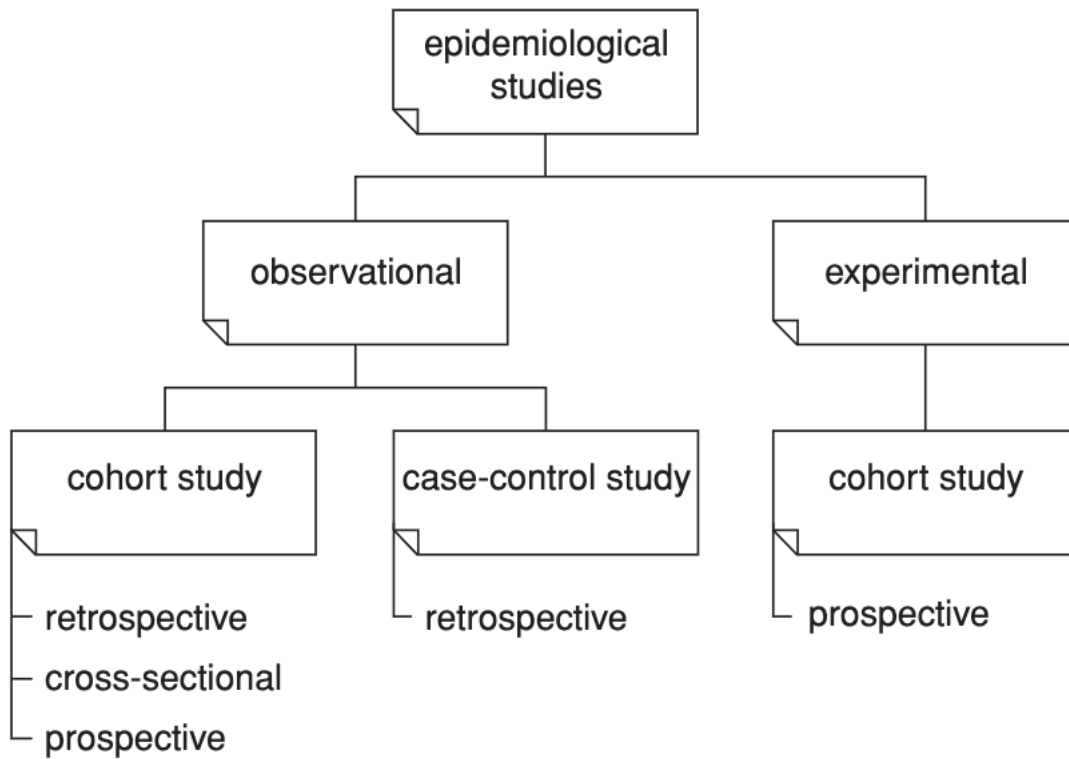 epidemiological
studies
observational
experimental
cohort study
case-control study
cohort study
retrospective
cross-sectional
prospective
retrospective
prospective